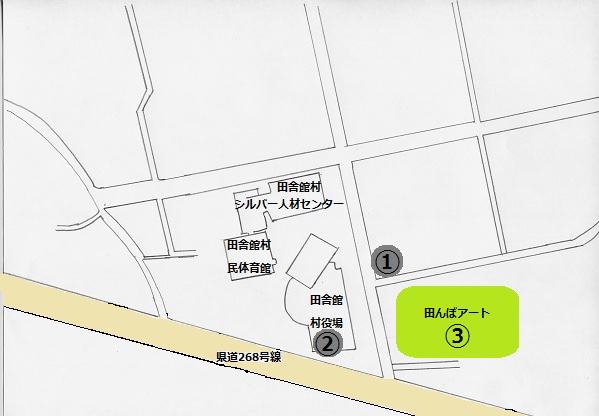 田舎館村
シルバー人材センター
田舎館村
民体育館
①
田舎館
村役場
②
田んぼアート
③
県道268号線